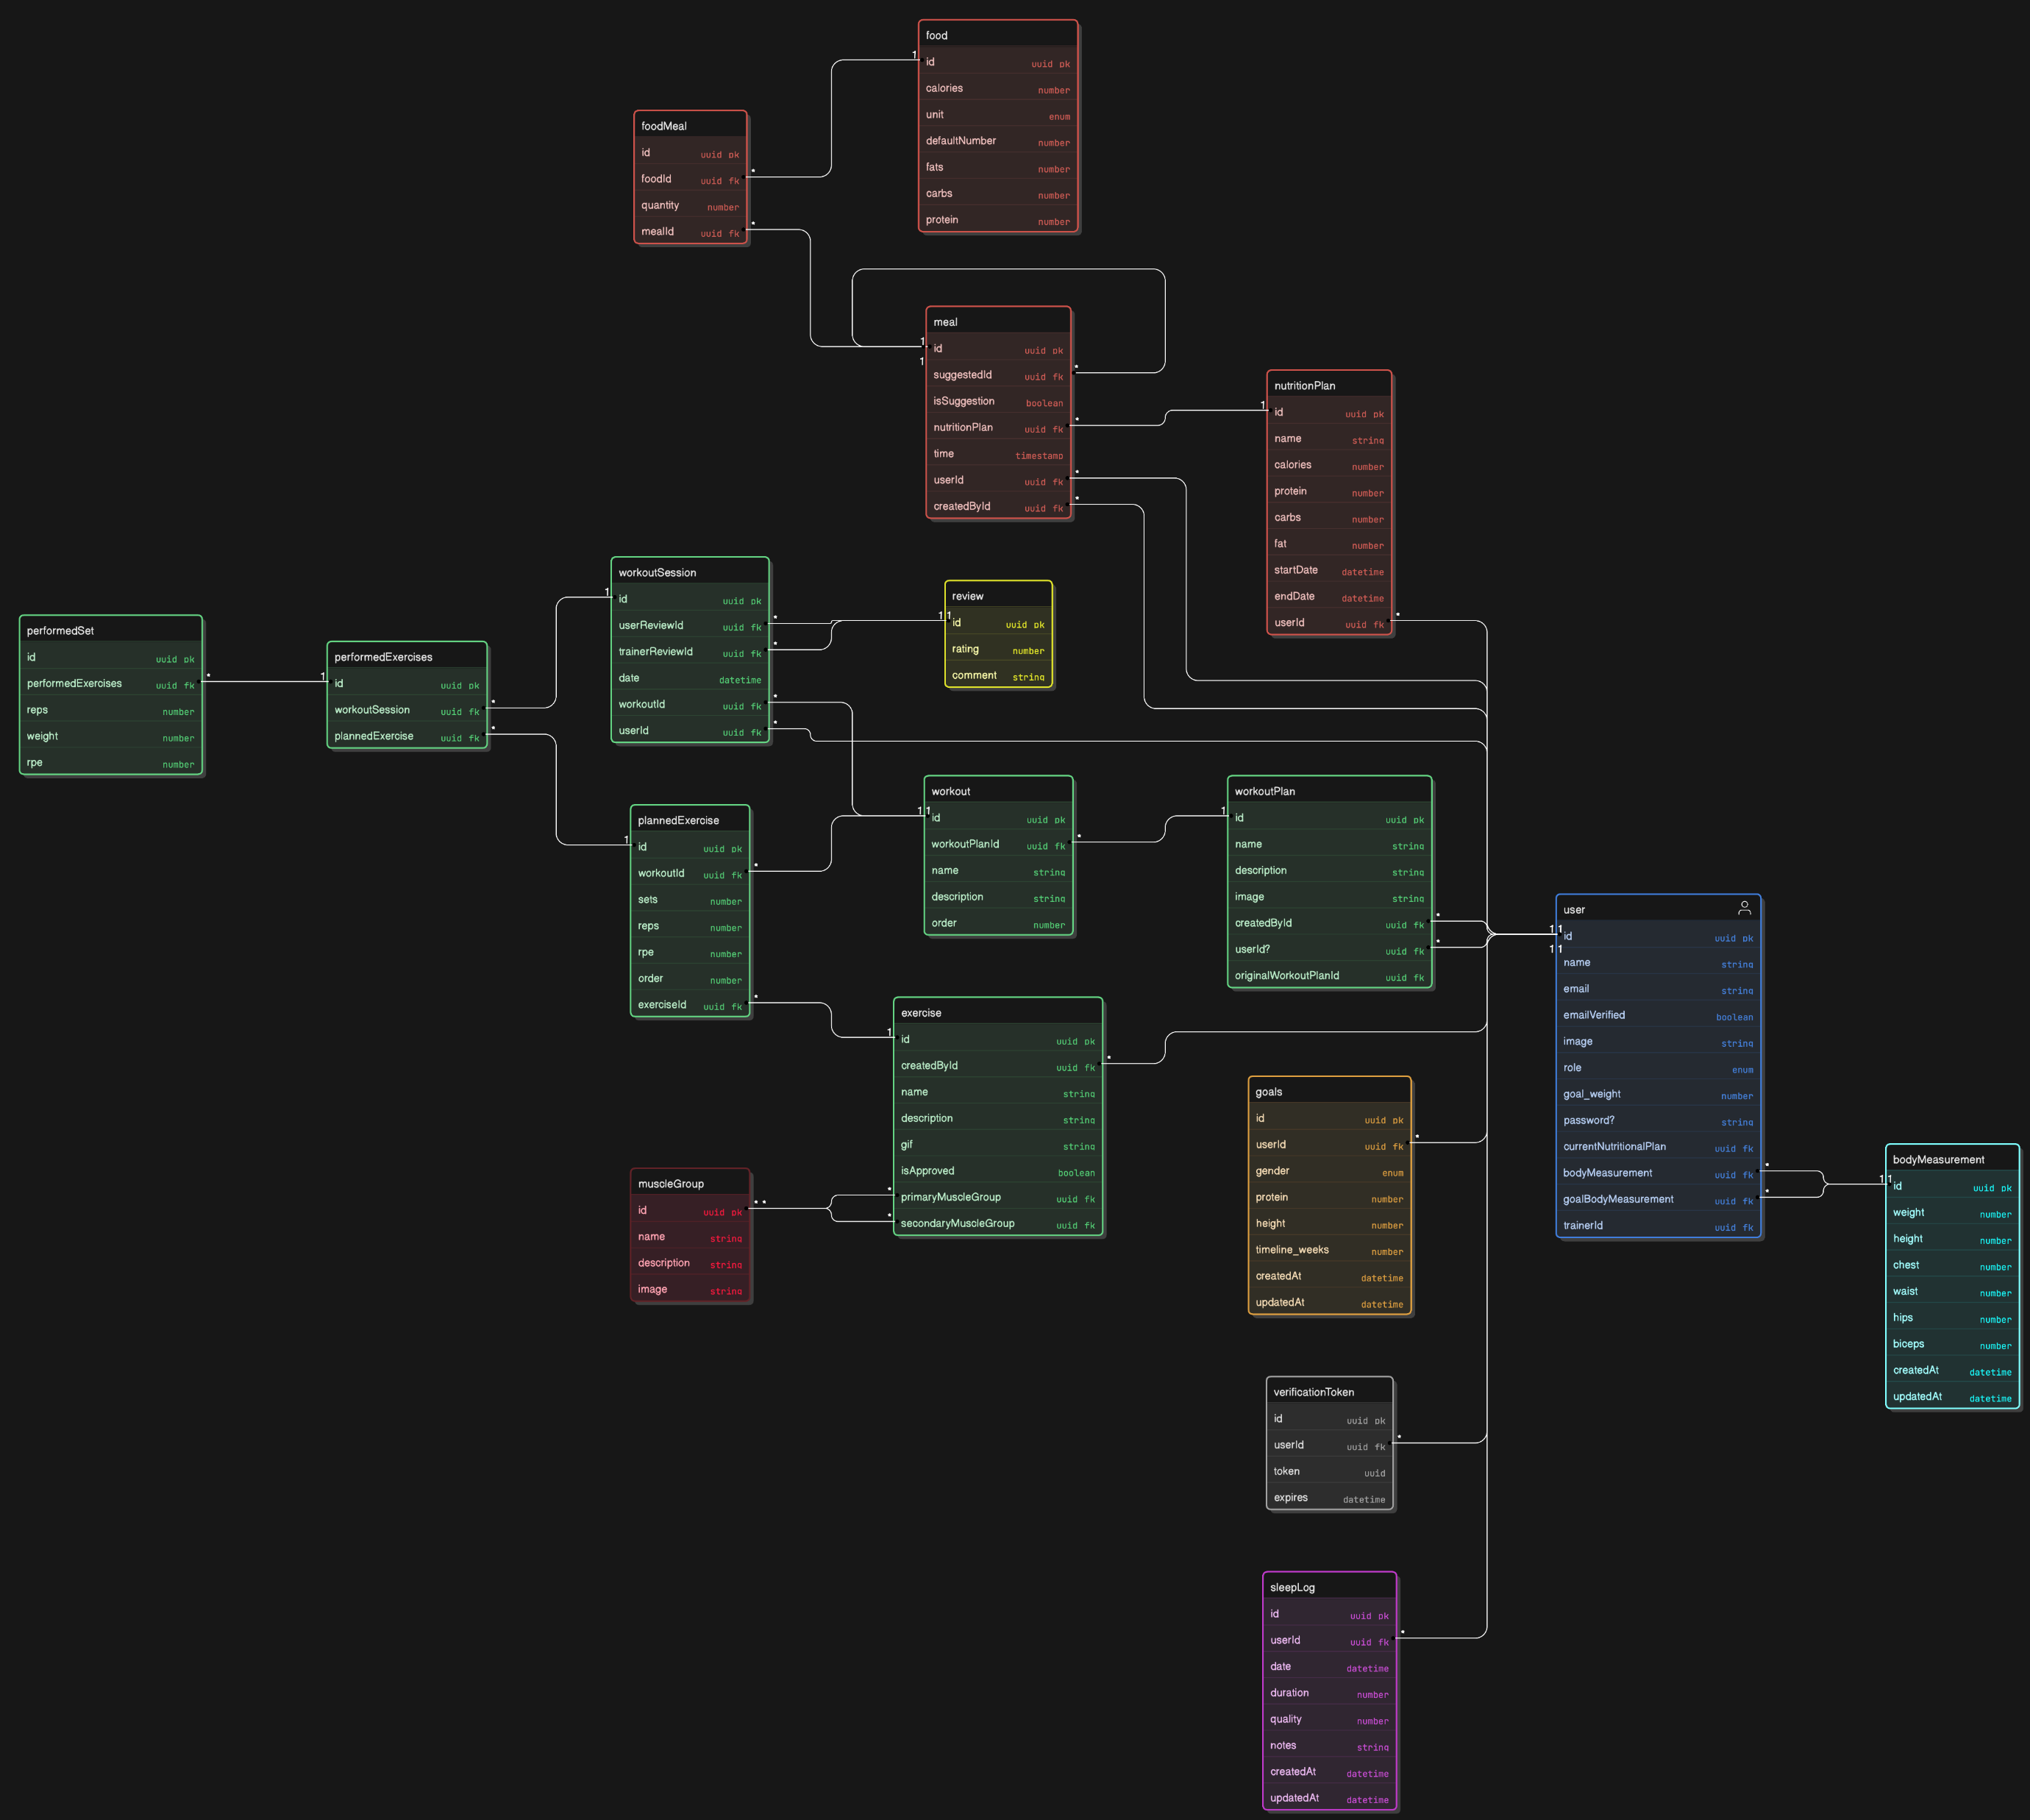 food
id uuid pk
calories number
unit enum
defaultNumber number
fats number
carbs number
protein number
foodMeal
id uuid pk
foodId uuid fk
quantity number
mealId uuid fk
meal
id uuid pk
suggestedId uuid fk
isSuggestion boolean
nutritionPlan uuid fk
time timestamp
userId uuid fk
createdById uuid fk
nutritionPlan
id uuid pk
name string
calories number
protein number
carbs number
fat number
startDate datetime
endDate datetime
userId uuid fk
workoutSession
id uuid pk
userReviewId uuid fk
trainerReviewId uuid fk
date datetime
workoutId uuid fk
userId uuid fk
review
id uuid pk
rating number
comment string
performedSet
id uuid pk
performedExercises uuid fk
reps number
weight number
rpe number
performedExercises
id uuid pk
workoutSession uuid fk
plannedExercise uuid fk
plannedExercise
id uuid pk
workoutId uuid fk
sets number
reps number
rpe number
order number
exerciseId uuid fk
workout
id uuid pk
workoutPlanId uuid fk
name string
description string
order number
workoutPlan
id uuid pk
name string
description string
image string
createdById uuid fk
userId? uuid fk
originalWorkoutPlanId uuid fk
user
id uuid pk
name string
email string
emailVerified boolean
image string
role enum
goal_weight number
password? string
currentNutritionalPlan uuid fk
bodyMeasurement uuid fk
goalBodyMeasurement uuid fk
trainerId uuid fk
exercise
id uuid pk
createdById uuid fk
name string
description string
gif string
isApproved boolean
primaryMuscleGroup uuid fk
secondaryMuscleGroup uuid fk
muscleGroup
id uuid pk
name string
description string
image string
goals
id uuid pk
userId uuid fk
gender enum
protein number
height number
timeline_weeks number
createdAt datetime
updatedAt datetime
bodyMeasurement
id uuid pk
weight number
height number
chest number
waist number
hips number
biceps number
createdAt datetime
updatedAt datetime
verificationToken
id uuid pk
userId uuid fk
token uuid
expires datetime
sleepLog
id uuid pk
userId uuid fk
date datetime
duration number
quality number
notes string
createdAt datetime
updatedAt datetime